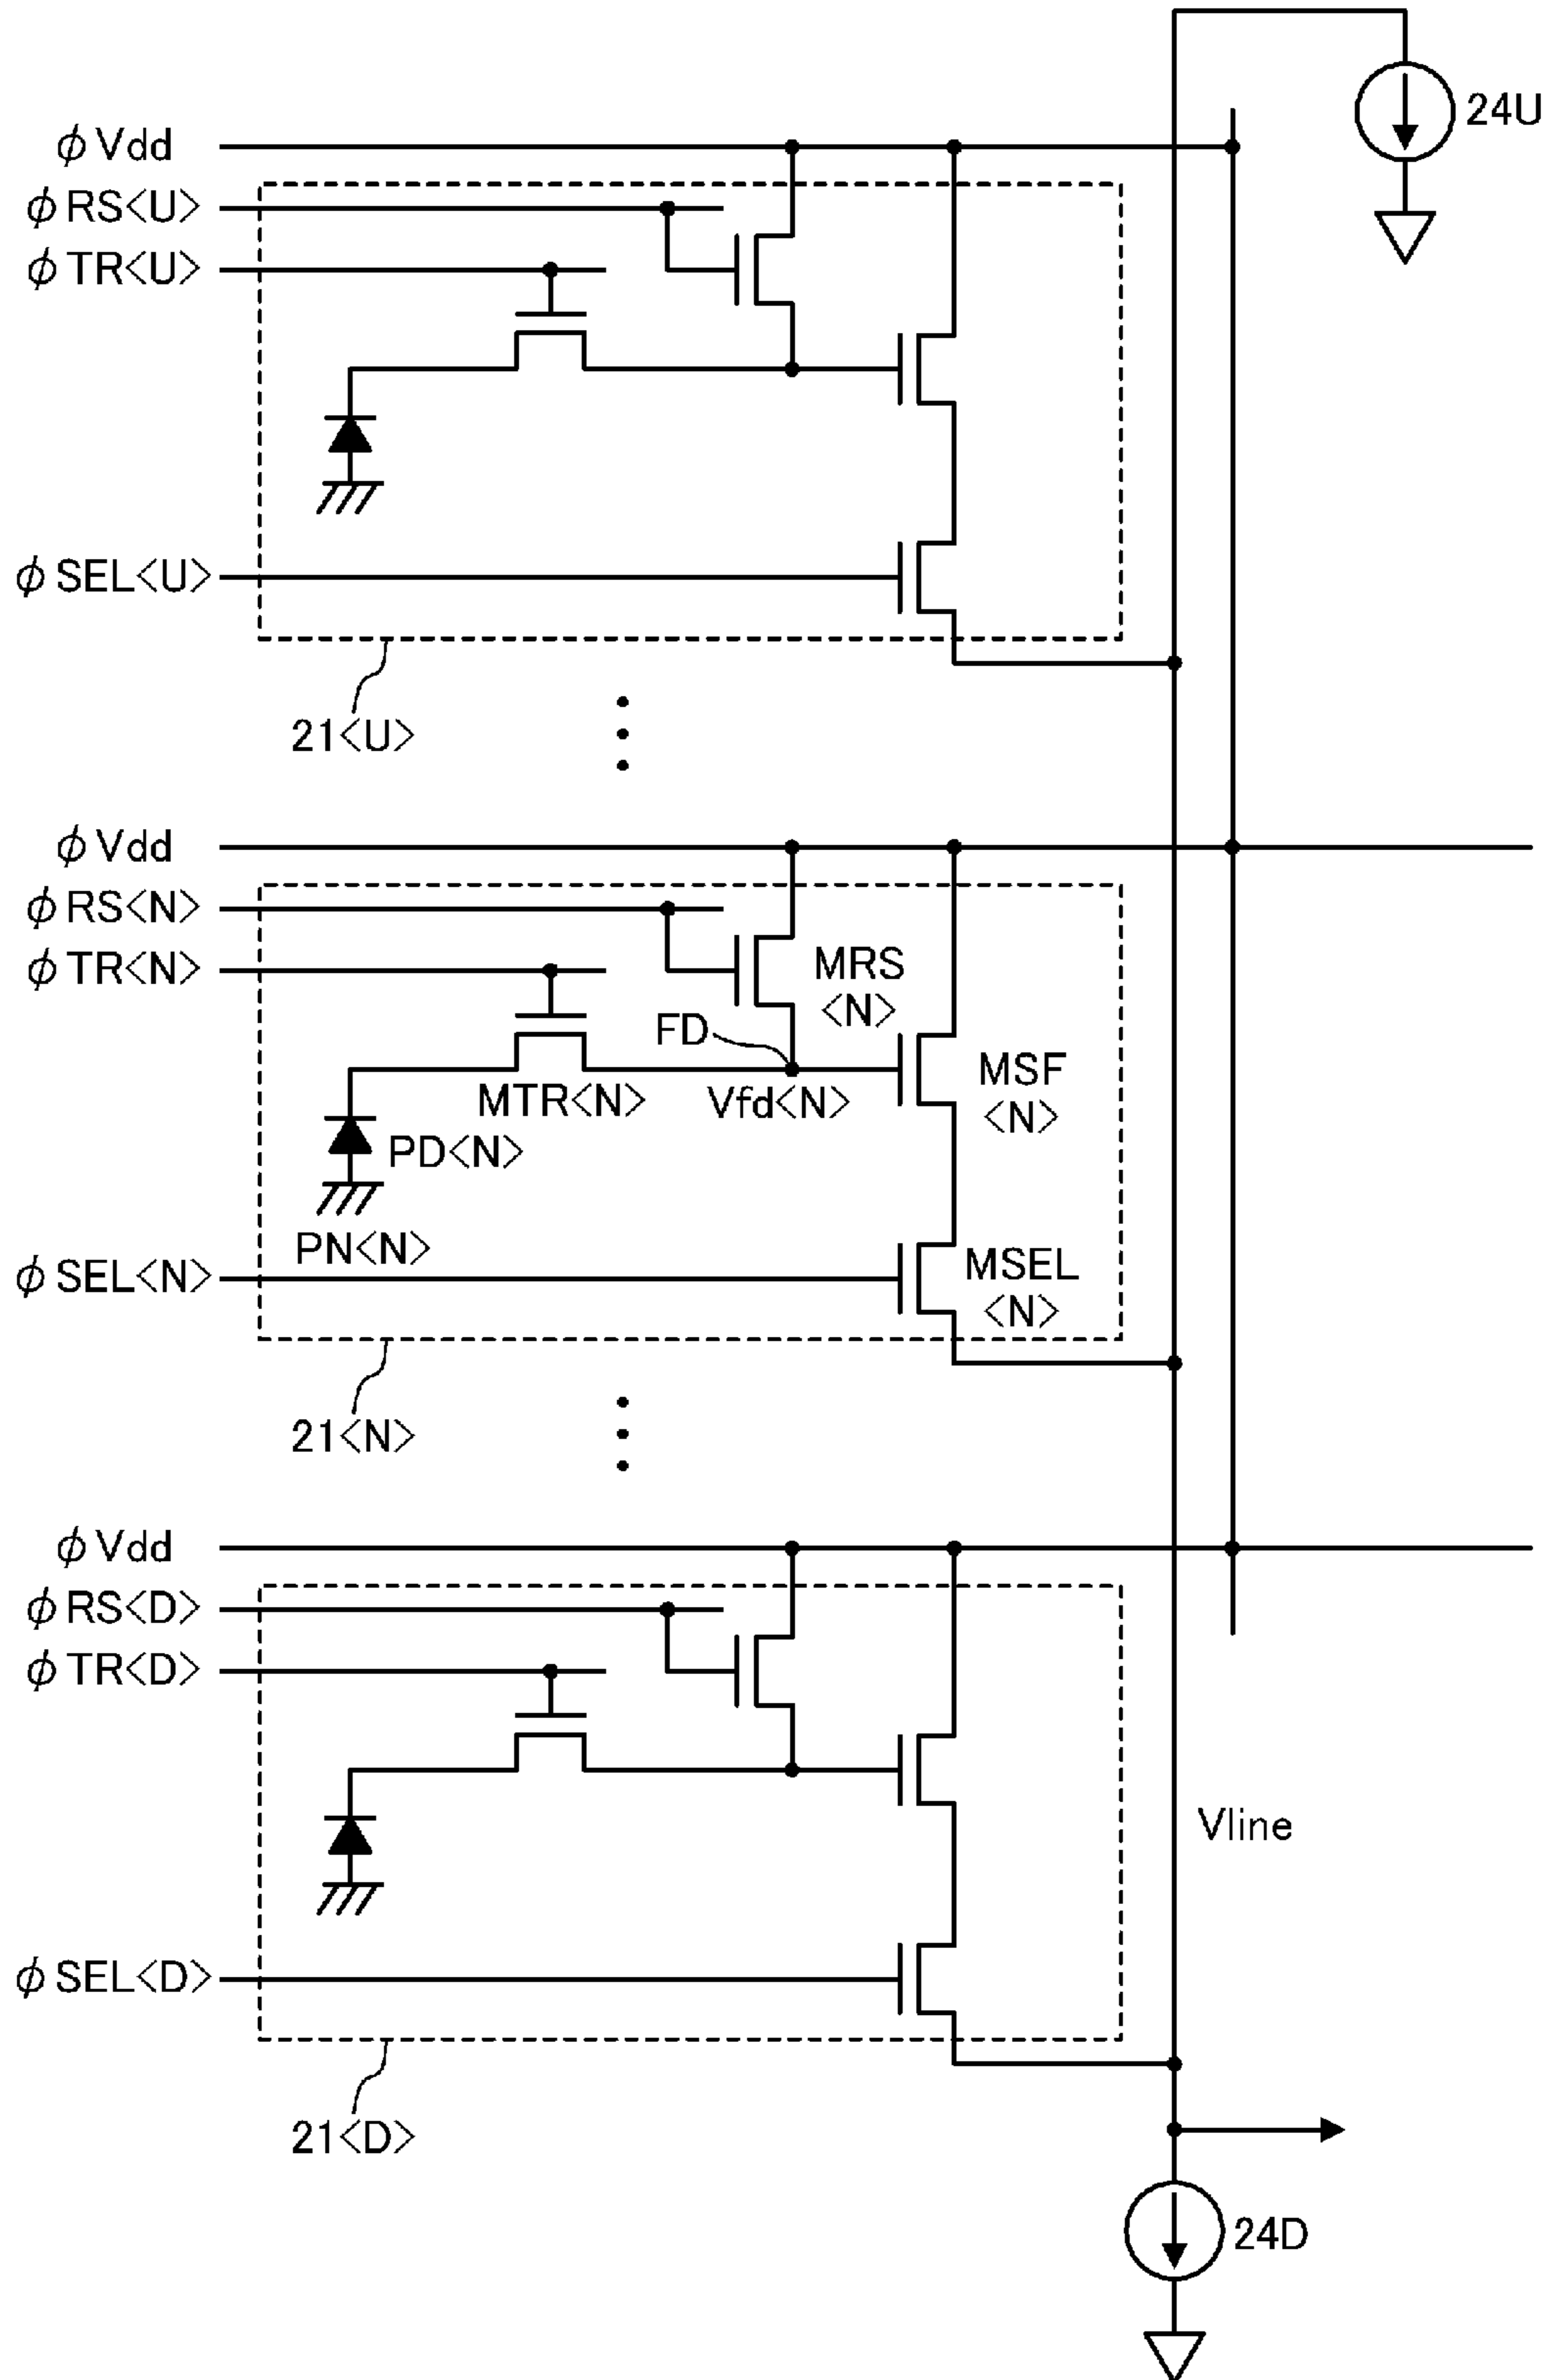 24U
ϕVdd
ϕRS<U>
ϕTR<U>
ϕSEL<U>
21<U>
ϕVdd
ϕRS<N>
ϕTR<N>
MRS
<N>
FD
MSF
<N>
MTR<N>
Vfd<N>
PD<N>
PN<N>
ϕSEL<N>
MSEL
<N>
21<N>
ϕVdd
ϕRS<D>
ϕTR<D>
Vline
ϕSEL<D>
21<D>
24D